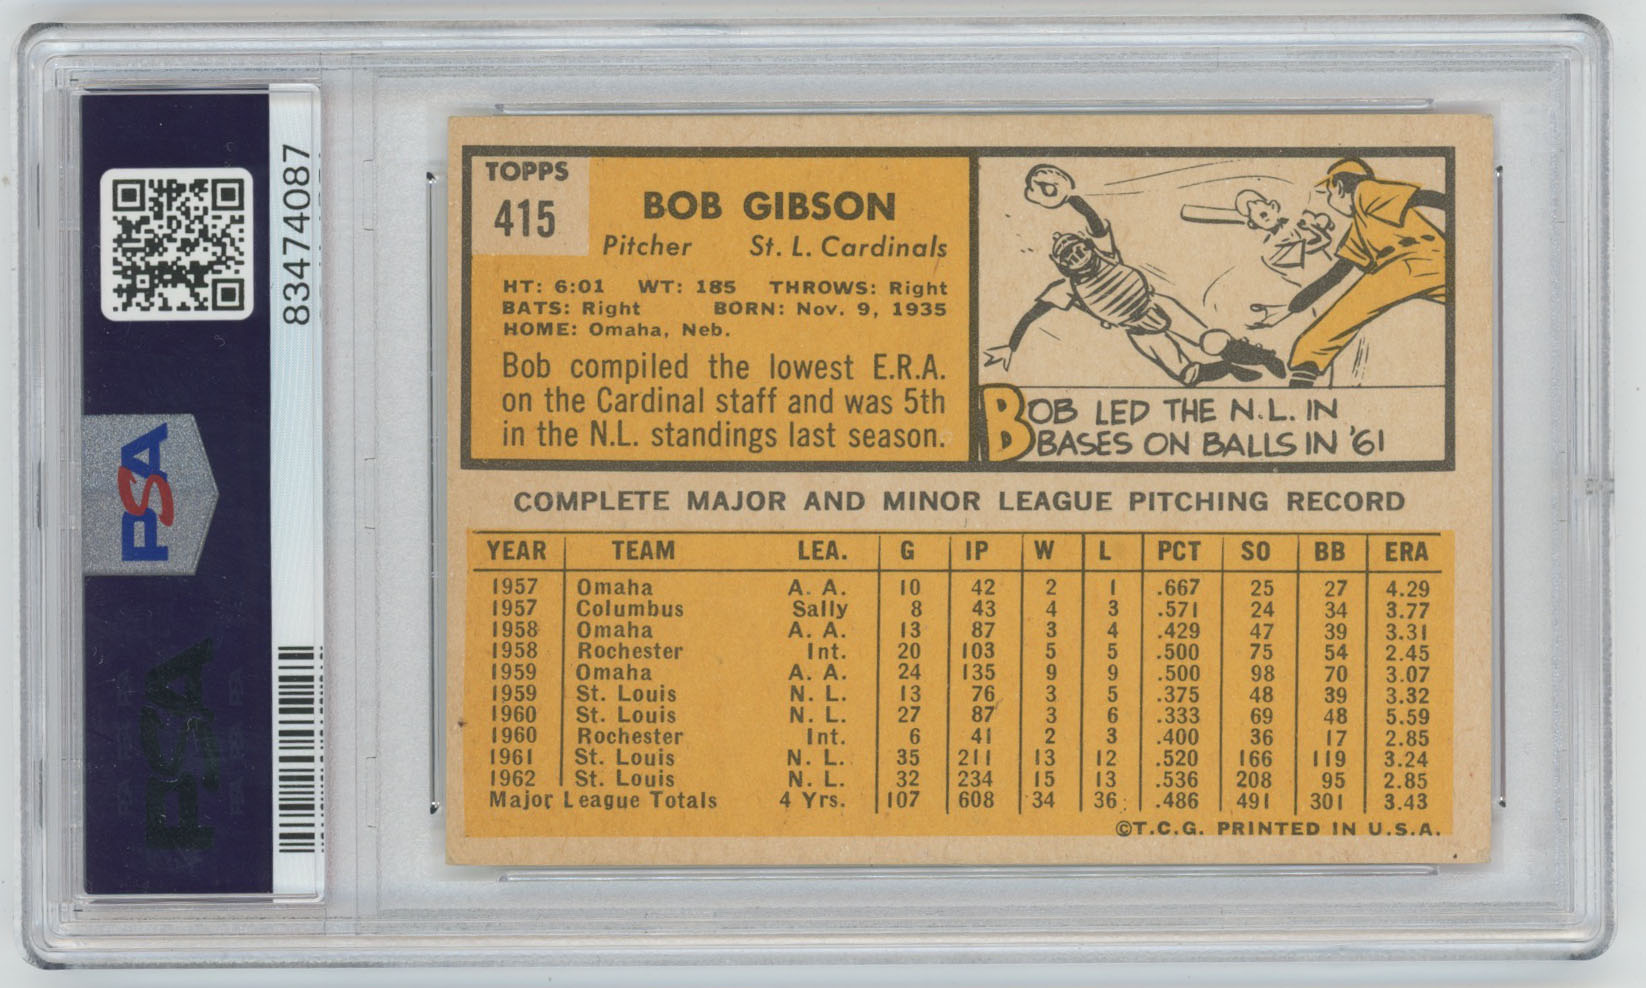 83474087
PSA
TOPPS
415
BOB GIBSON
Pitcher St. L. Cardinals
HT: 6:01 WT: 185 THROWS: Right
BATS: Right BORN: Nov. 9, 1935
HOME: Omaha, Neb.
Bob compiled the lowest E.R.A.
on the Cardinal staff and was 5th
in the N.L. standings last season.
BOB LED THE N.L. IN
BASES ON BALLS IN '61
COMPLETE MAJOR AND MINOR LEAGUE PITCHING RECORD
YEAR TEAM LEA. G IP W L PCT SO BB ERA
1957 Omaha A. A. 10 42 2 1 .667 25 27 4.29
1957 Columbus Sally 8 43 4 3 .571 24 34 3.77
1958 Omaha A. A. 13 87 3 4 .429 47 39 3.31
1958 Rochester Int. 20 103 5 5 .500 75 54 2.45
1959 Omaha A. A. 24 135 9 9 .500 98 70 3.07
1959 St. Louis N. L. 13 76 3 5 .375 48 39 3.32
1960 St. Louis N. L. 27 87 3 6 .333 69 48 5.59
1960 Rochester Int. 6 41 2 3 .400 36 17 2.85
1961 St. Louis N. L. 35 211 13 12 .520 166 119 3.24
1962 St. Louis N. L. 32 234 15 13 .536 208 95 2.85
Major League Totals 4 Yrs. 107 608 34 36 .486 491 301 3.43
©T.C.G. PRINTED IN U.S.A.
PSA